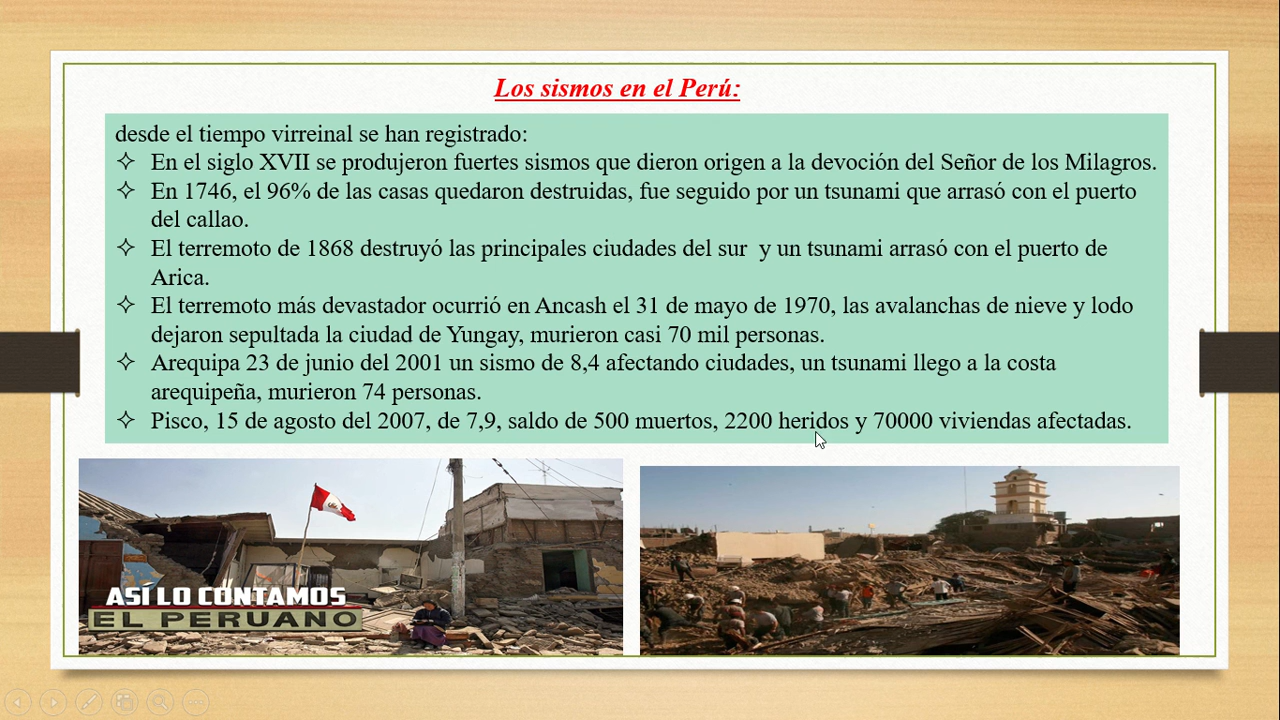 Los sismos en el Perú:
desde el tiempo virreinal se han registrado:
En el siglo XVII se produjeron fuertes sismos que dieron origen a la devoción del Señor de los Milagros.
En 1746, el 96% de las casas quedaron destruidas, fue seguido por un tsunami que arrasó con el puerto
del callao.
El terremoto de 1868 destruyó las principales ciudades del sur  y un tsunami arrasó con el puerto de
Arica.
El terremoto más devastador ocurrió en Ancash el 31 de mayo de 1970, las avalanchas de nieve y lodo
dejaron sepultada la ciudad de Yungay, murieron casi 70 mil personas.
Arequipa 23 de junio del 2001 un sismo de 8,4 afectando ciudades, un tsunami llego a la costa
arequipeña, murieron 74 personas.
Pisco, 15 de agosto del 2007, de 7,9, saldo de 500 muertos, 2200 heridos y 70000 viviendas afectadas.
ASI LO CONTAMOS
EL PERUANO